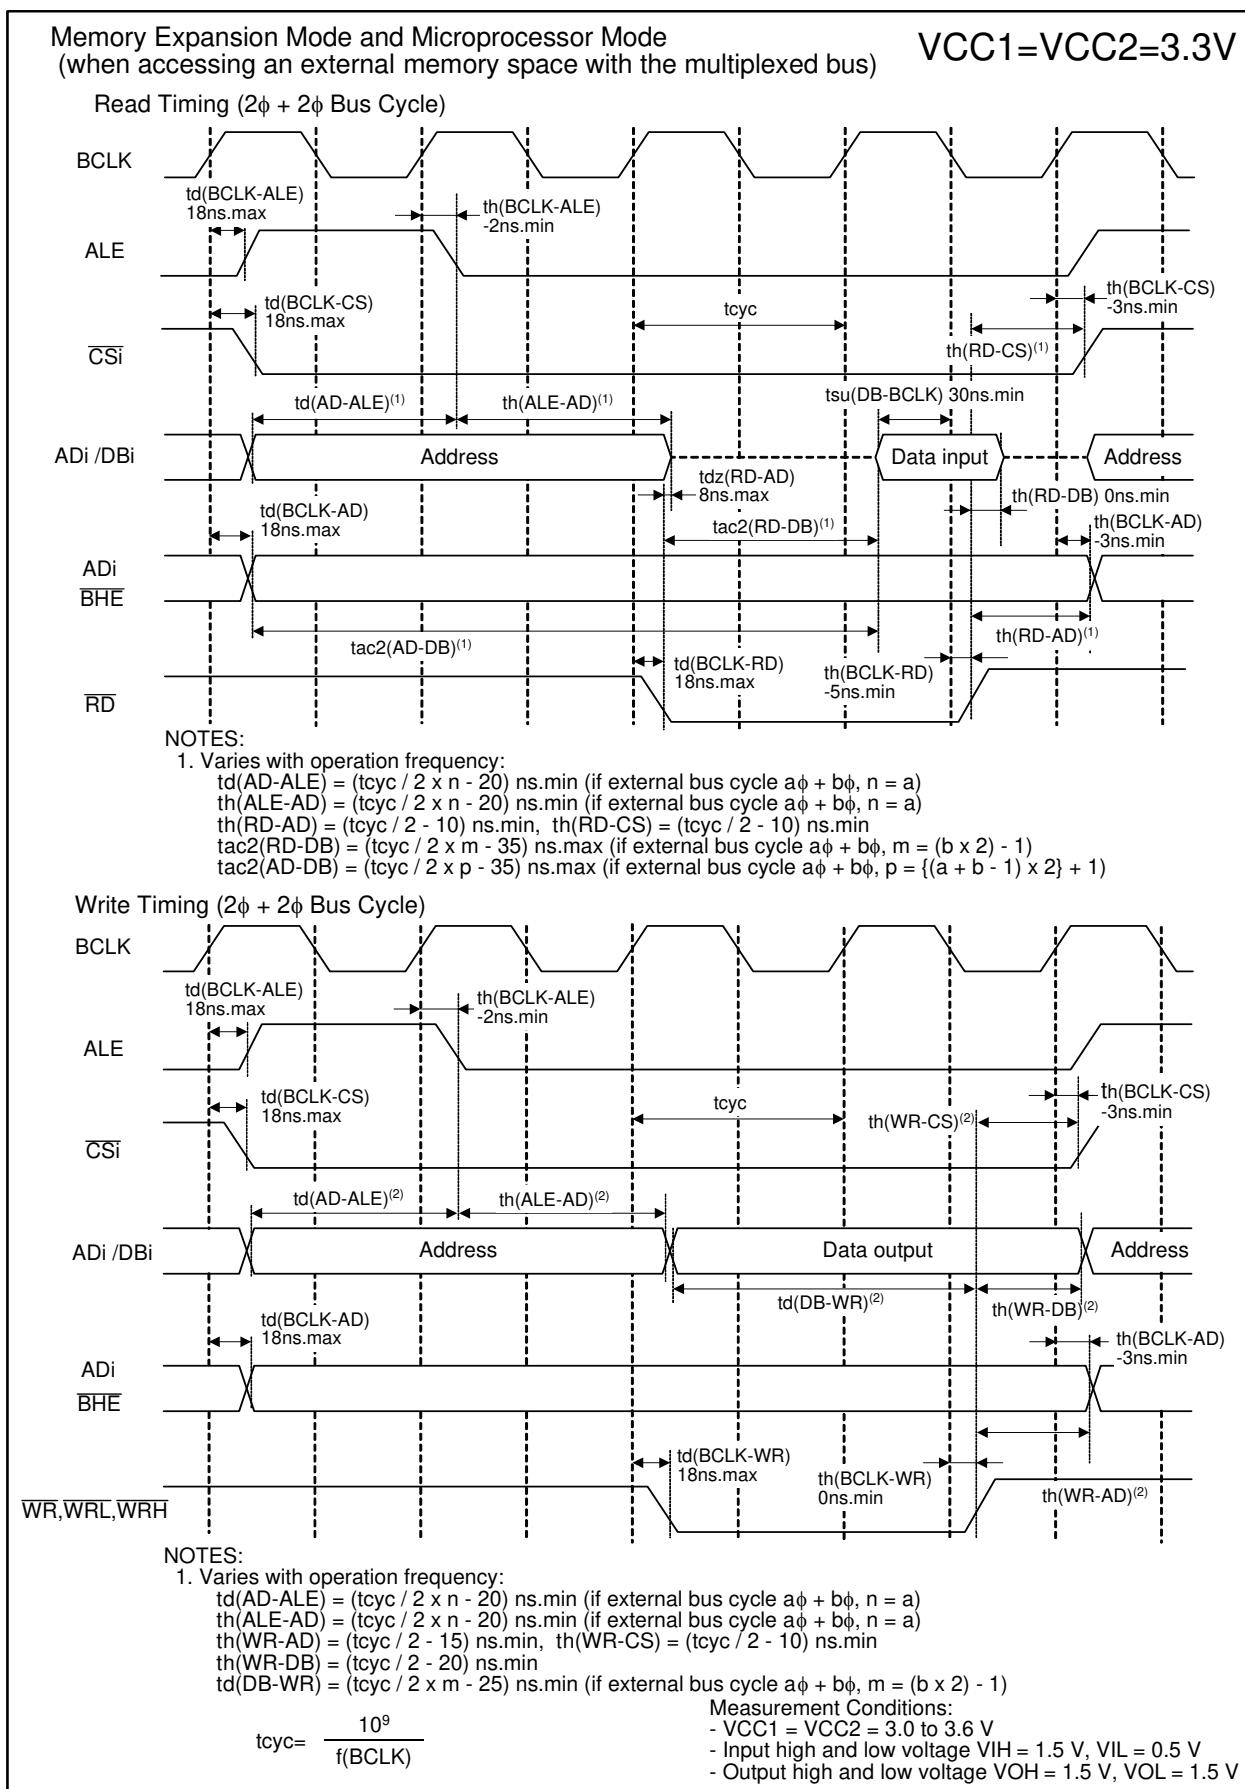 Memory Expansion Mode and Microprocessor Mode
(when accessing an external memory space with the multiplexed bus)
VCC1=VCC2=3.3V
Read Timing (2ϕ + 2ϕ Bus Cycle)
BCLK
td(BCLK-ALE)
18ns.max
th(BCLK-ALE)
-2ns.min
ALE
td(BCLK-CS)
18ns.max
tcyc
th(BCLK-CS)
-3ns.min
CSi
th(RD-CS)(1)
td(AD-ALE)(1)
th(ALE-AD)(1)
tsu(DB-BCLK) 30ns.min
ADi /DBi
Address
Data input
Address
tdz(RD-AD)
8ns.max
th(RD-DB) 0ns.min
td(BCLK-AD)
18ns.max
tac2(RD-DB)(1)
th(BCLK-AD)
-3ns.min
ADi
BHE
tac2(AD-DB)(1)
th(RD-AD)(1)
td(BCLK-RD)
18ns.max
th(BCLK-RD)
-5ns.min
RD
NOTES:
1. Varies with operation frequency:
td(AD-ALE) = (tcyc / 2 x n - 20) ns.min (if external bus cycle aϕ + bϕ, n = a)
th(ALE-AD) = (tcyc / 2 x n - 20) ns.min (if external bus cycle aϕ + bϕ, n = a)
th(RD-AD) = (tcyc / 2 - 10) ns.min, th(RD-CS) = (tcyc / 2 - 10) ns.min
tac2(RD-DB) = (tcyc / 2 x m - 35) ns.max (if external bus cycle aϕ + bϕ, m = (b x 2) - 1)
tac2(AD-DB) = (tcyc / 2 x p - 35) ns.max (if external bus cycle aϕ + bϕ, p = {(a + b - 1) x 2} + 1)
Write Timing (2ϕ + 2ϕ Bus Cycle)
BCLK
td(BCLK-ALE)
18ns.max
th(BCLK-ALE)
-2ns.min
ALE
td(BCLK-CS)
18ns.max
tcyc
th(WR-CS)(2)
th(BCLK-CS)
-3ns.min
CSi
td(AD-ALE)(2)
th(ALE-AD)(2)
ADi /DBi
Address
Data output
Address
td(DB-WR)(2)
th(WR-DB)(2)
td(BCLK-AD)
18ns.max
th(BCLK-AD)
-3ns.min
ADi
BHE
td(BCLK-WR)
18ns.max
th(BCLK-WR)
0ns.min
th(WR-AD)(2)
WR,WRL,WRH
NOTES:
1. Varies with operation frequency:
td(AD-ALE) = (tcyc / 2 x n - 20) ns.min (if external bus cycle aϕ + bϕ, n = a)
th(ALE-AD) = (tcyc / 2 x n - 20) ns.min (if external bus cycle aϕ + bϕ, n = a)
th(WR-AD) = (tcyc / 2 - 15) ns.min, th(WR-CS) = (tcyc / 2 - 10) ns.min
th(WR-DB) = (tcyc / 2 - 20) ns.min
td(DB-WR) = (tcyc / 2 x m - 25) ns.min (if external bus cycle aϕ + bϕ, m = (b x 2) - 1)
tcyc= 10⁹ / f(BCLK)
Measurement Conditions:
- VCC1 = VCC2 = 3.0 to 3.6 V
- Input high and low voltage VIH = 1.5 V, VIL = 0.5 V
- Output high and low voltage VOH = 1.5 V, VOL = 1.5 V